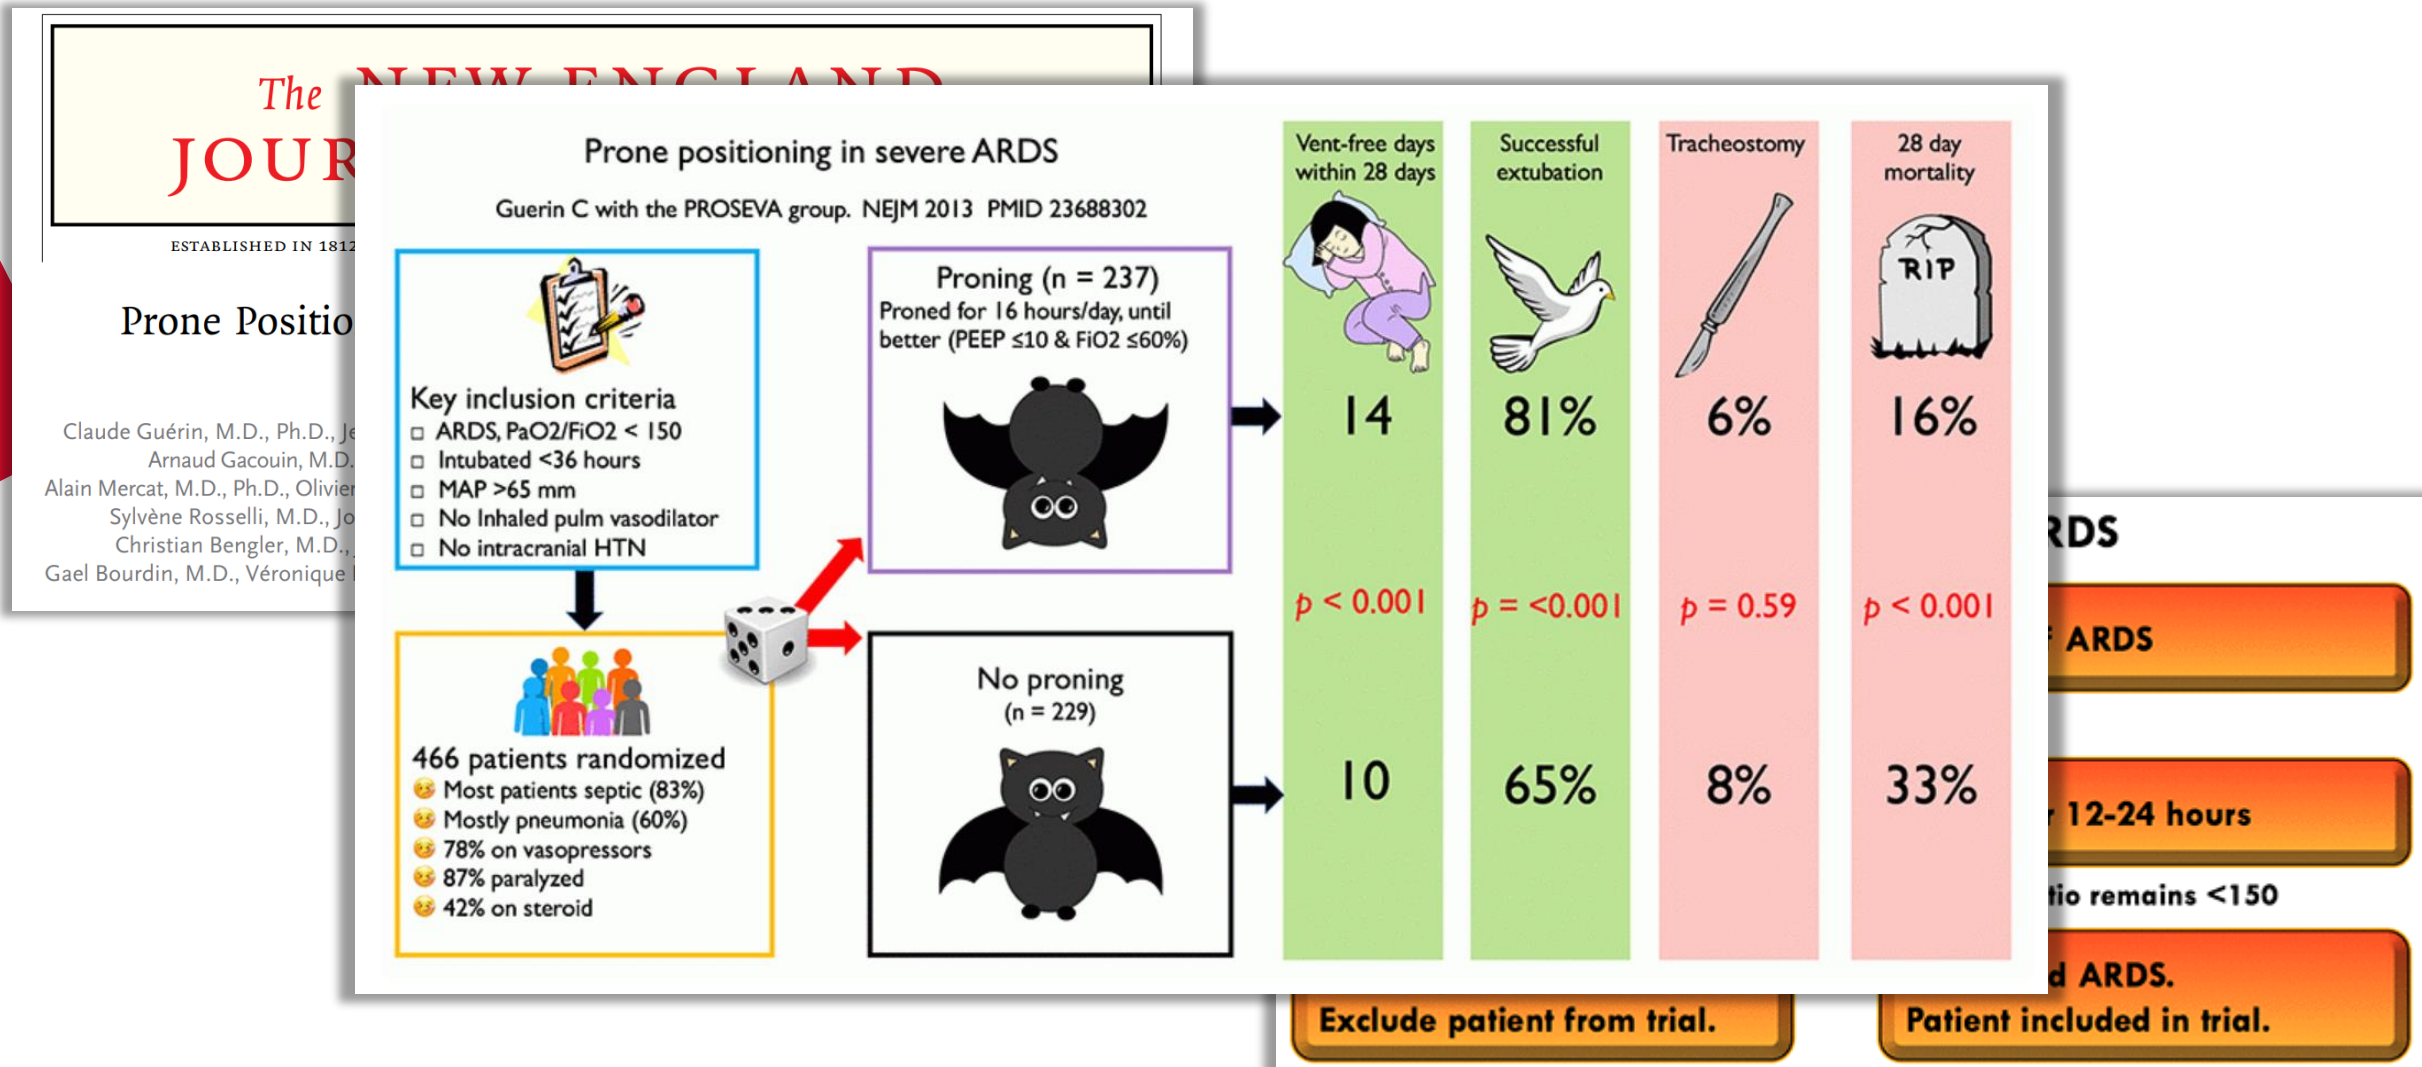 The NEW ENGLAND
JOUR
ESTABLISHED IN 1812
Prone Positio
Claude Guérin, M.D., Ph.D., Je
Arnaud Gacouin, M.D.
Alain Mercat, M.D., Ph.D., Olivier
Sylvène Rosselli, M.D., Jo
Christian Bengler, M.D.,
Gael Bourdin, M.D., Véronique
Prone positioning in severe ARDS
Guerin C with the PROSEVA group. NEJM 2013 PMID 23688302
Key inclusion criteria
ARDS, PaO2/FiO2 < 150
Intubated <36 hours
MAP >65 mm
No Inhaled pulm vasodilator
No intracranial HTN
466 patients randomized
Most patients septic (83%)
Mostly pneumonia (60%)
78% on vasopressors
87% paralyzed
42% on steroid
Proning (n = 237)
Proned for 16 hours/day, until
better (PEEP ≤10 & FiO2 ≤60%)
No proning
(n = 229)
Vent-free days
within 28 days
14
p < 0.001
10
Successful
extubation
81%
p = <0.001
65%
Tracheostomy
6%
p = 0.59
8%
28 day
mortality
RIP
16%
p < 0.001
33%
RDS
ARDS
12-24 hours
tio remains <150
d ARDS.
Exclude patient from trial.
Patient included in trial.